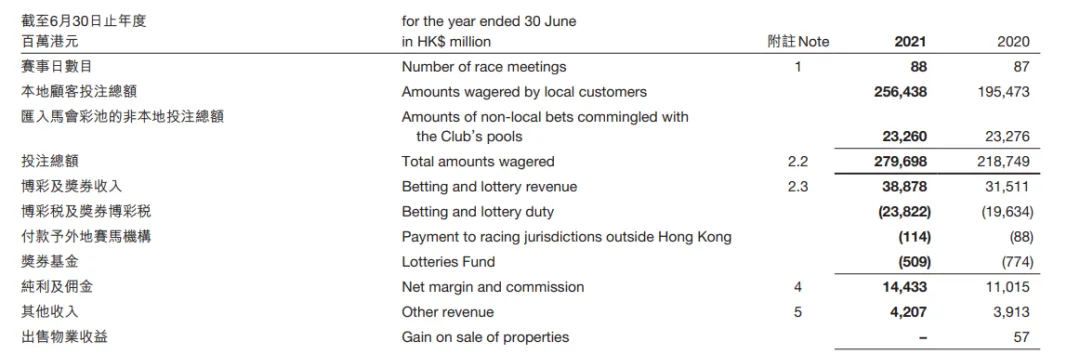 截至6月30日止年度 for the year ended 30 June
百萬港元 in HK$ million 附註Note 2021 2020
賽事日數目 Number of race meetings 1 88 87
本地顧客投注總額 Amounts wagered by local customers 256,438 195,473
匯入馬會彩池的非本地投注總額 Amounts of non-local bets commingled with
the Club's pools 23,260 23,276
投注總額 Total amounts wagered 2.2 279,698 218,749
博彩及獎券收入 Betting and lottery revenue 2.3 38,878 31,511
博彩税及獎券博彩税 Betting and lottery duty (23,822) (19,634)
付款予外地賽馬機構 Payment to racing jurisdictions outside Hong Kong (114) (88)
獎券基金 Lotteries Fund (509) (774)
純利及佣金 Net margin and commission 4 14,433 11,015
其他收入 Other revenue 5 4,207 3,913
出售物業收益 Gain on sale of properties – 57